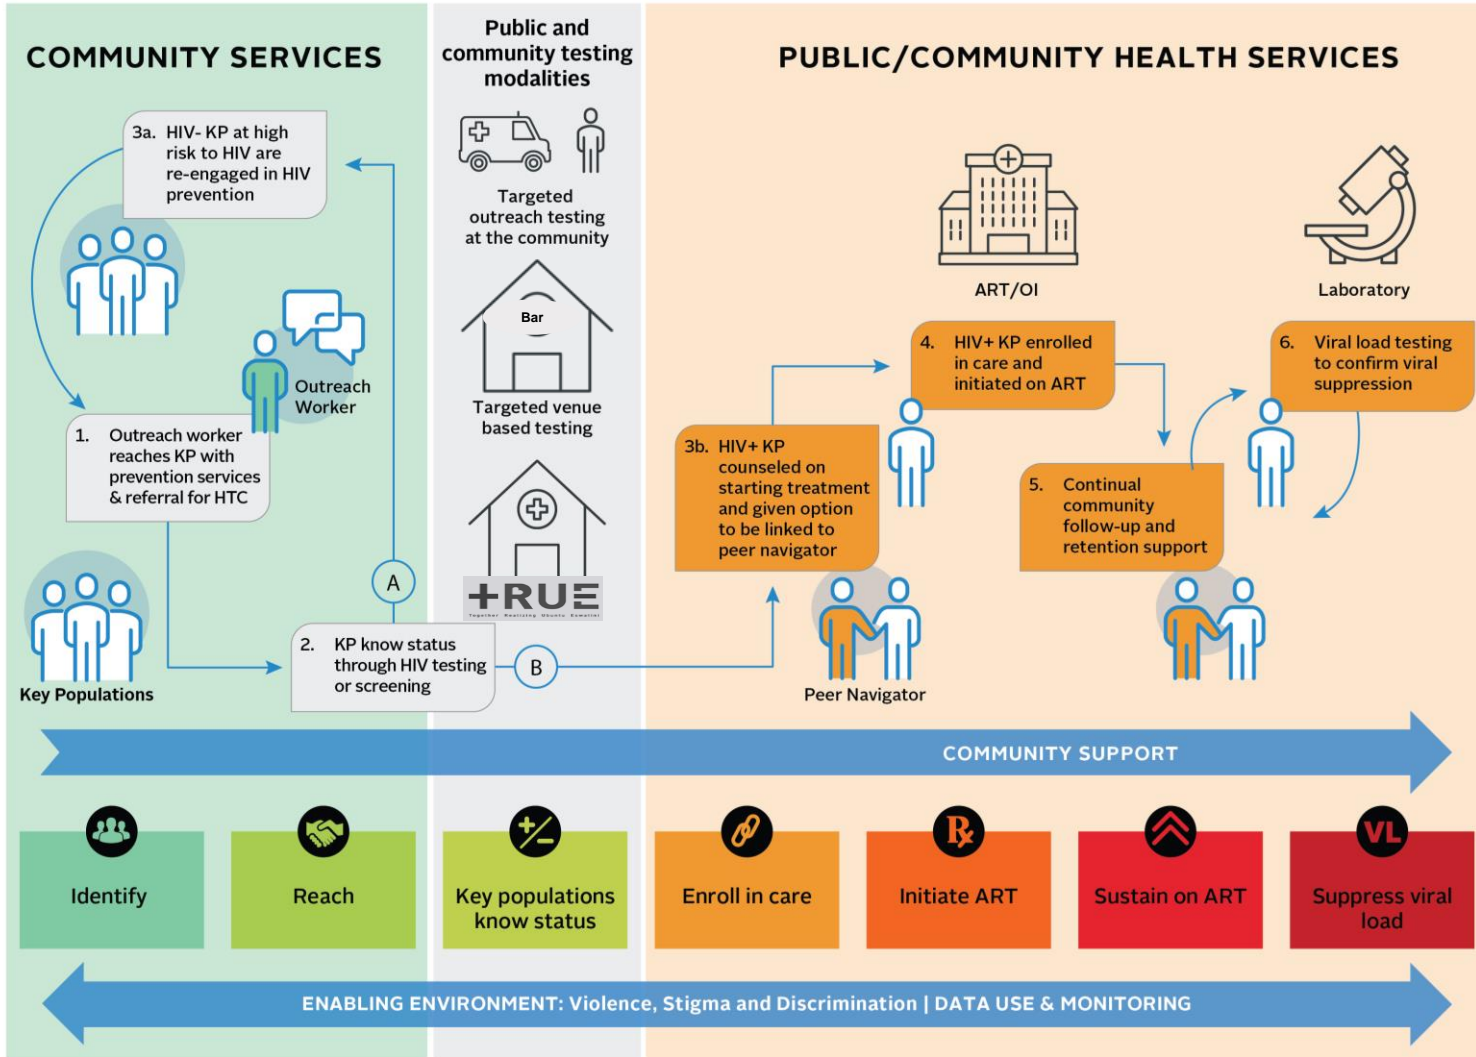 COMMUNITY SERVICES
3a. HIV- KP at high
risk to HIV are
re-engaged in HIV
prevention
Outreach
Worker
1. Outreach worker
reaches KP with
prevention services
& referral for HTC
Key Populations
A
2. KP know status
through HIV testing
or screening
B
Public and
community testing
modalities
Targeted
outreach testing
at the community
Bar
Targeted venue
based testing
+RUE
Together Realizing Ubuntu Eswatini
PUBLIC/COMMUNITY HEALTH SERVICES
ART/OI
Laboratory
3b. HIV+ KP
counseled on
starting treatment
and given option
to be linked to
peer navigator
Peer Navigator
4. HIV+ KP enrolled
in care and
initiated on ART
5. Continual
community
follow-up and
retention support
6. Viral load testing
to confirm viral
suppression
COMMUNITY SUPPORT
Identify
Reach
+/-
Key populations
know status
Enroll in care
Rx
Initiate ART
Sustain on ART
VL
Suppress viral
load
ENABLING ENVIRONMENT: Violence, Stigma and Discrimination | DATA USE & MONITORING